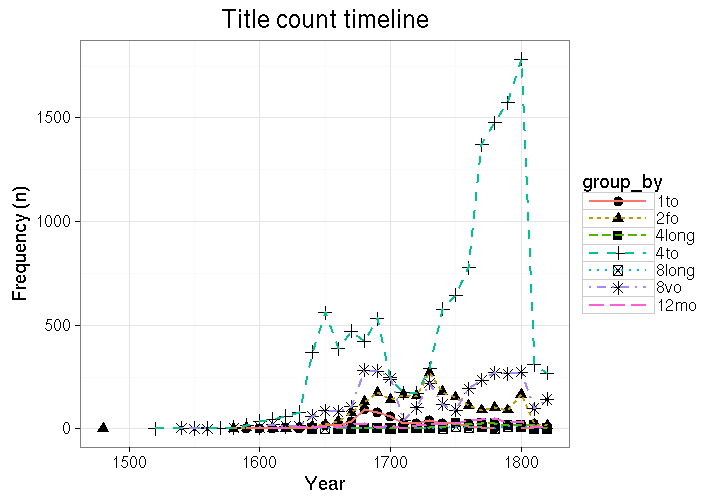 Title count timeline
Frequency (n)
1500
1000
500
0
1500
1600
1700
1800
Year
group_by
1to
2fo
4long
4to
8long
8vo
12mo